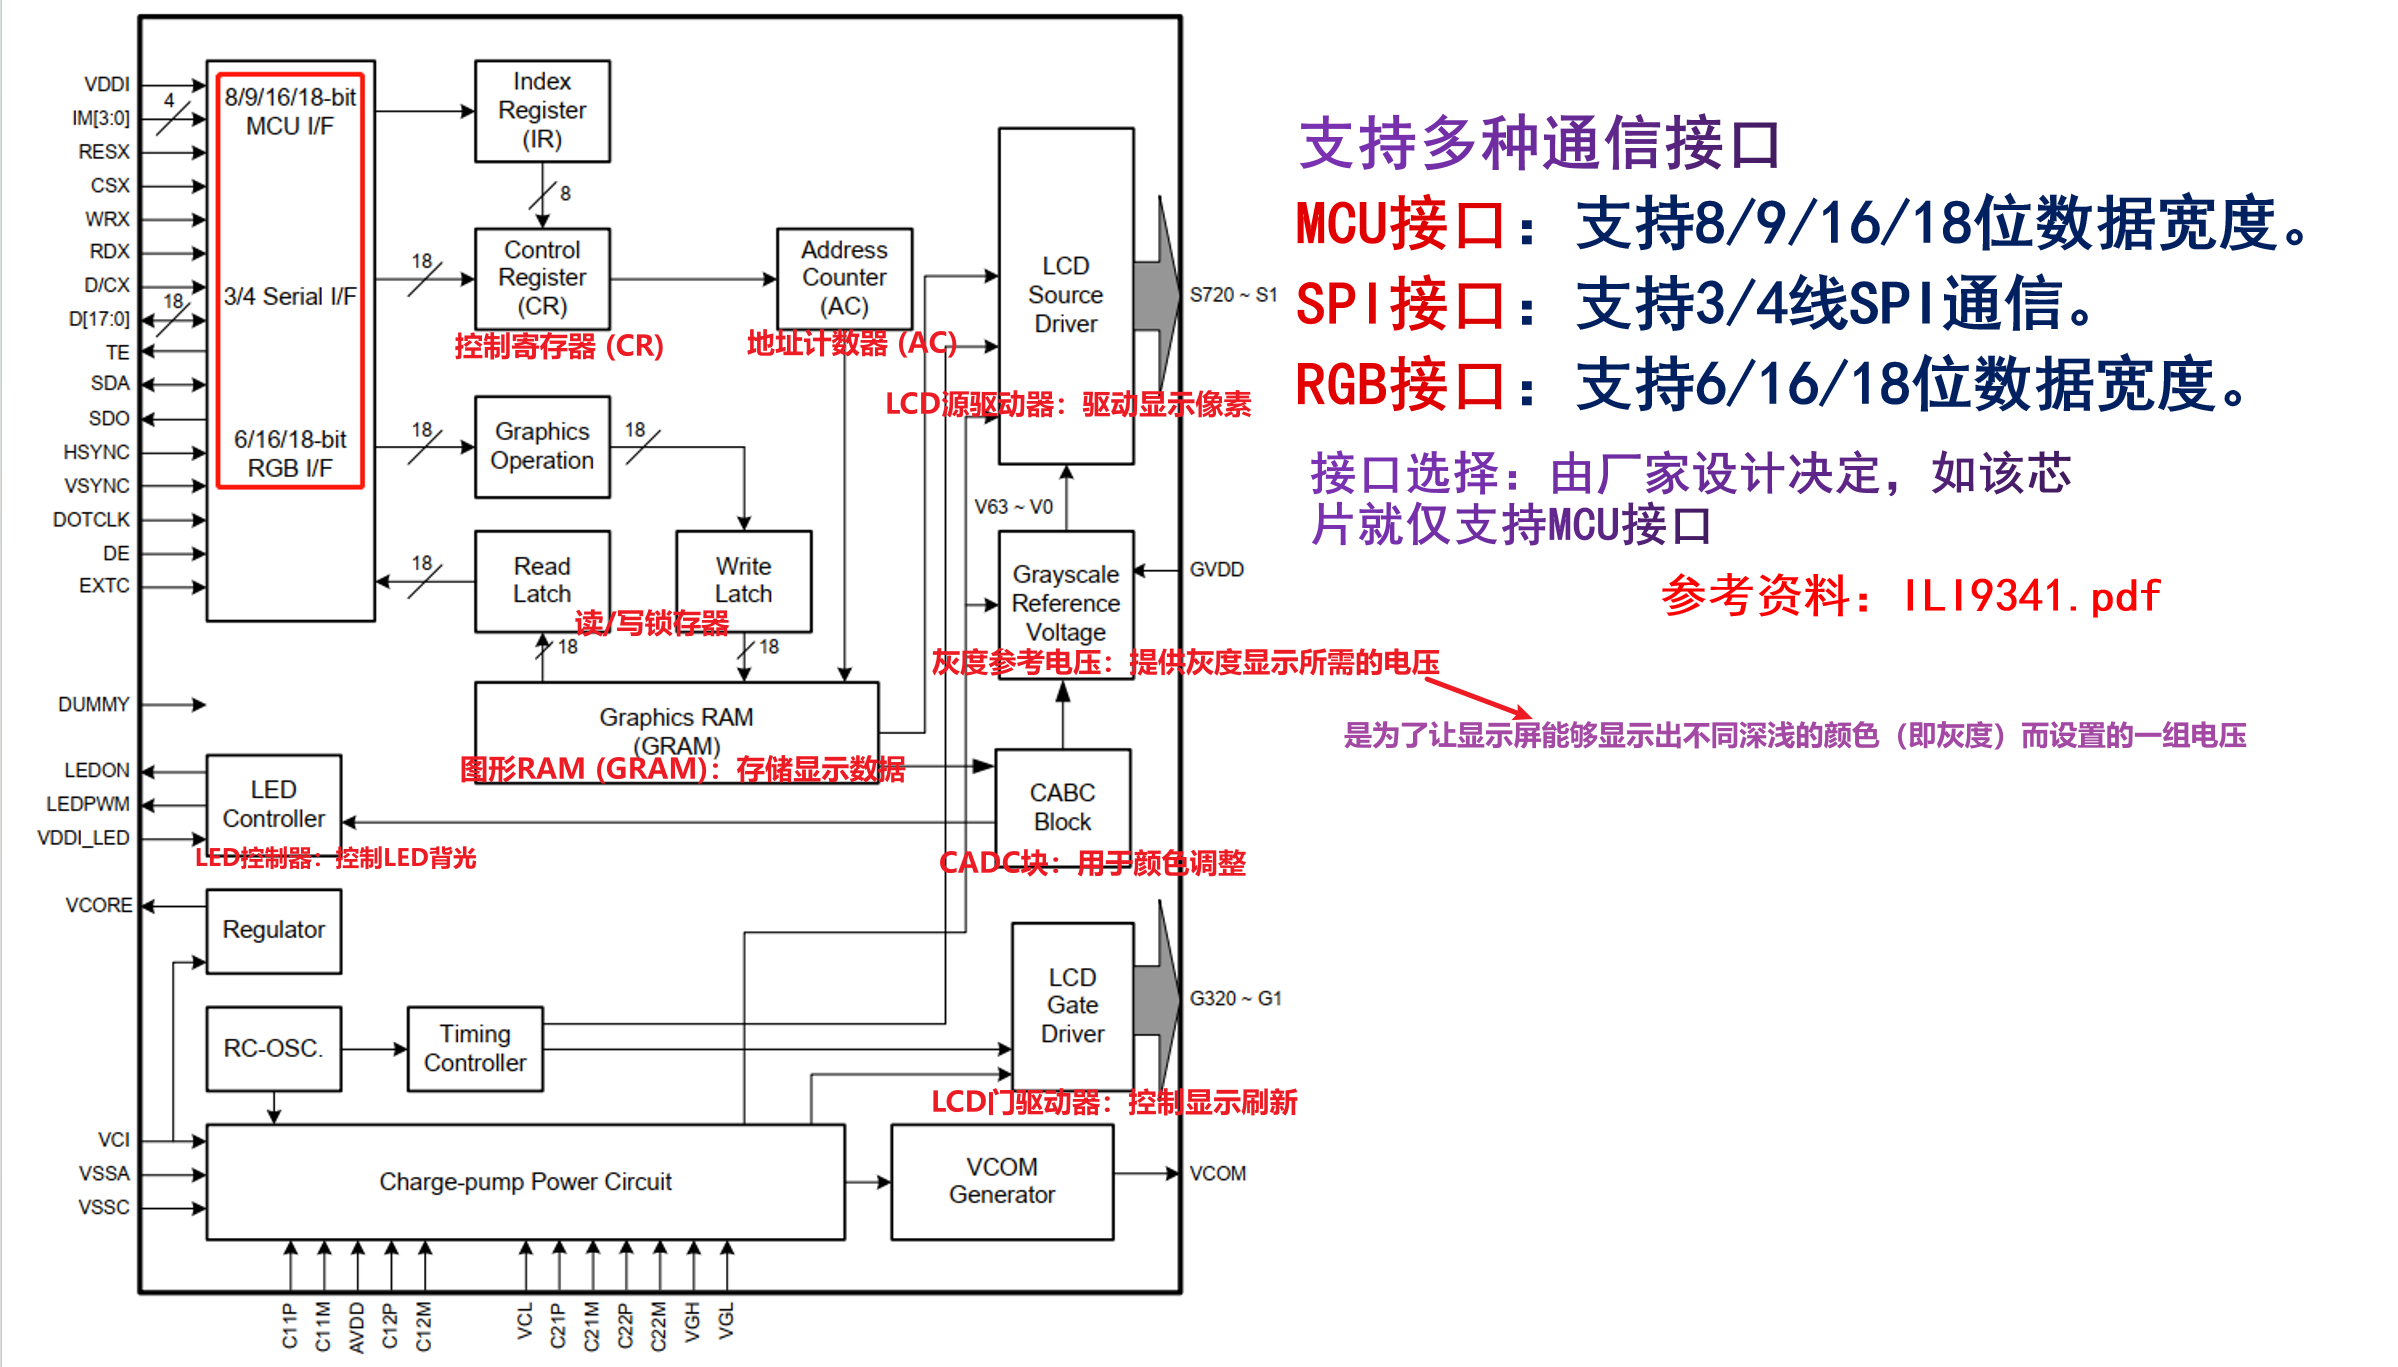 VDDI
IM[3:0]
4
RESX
CSX
WRX
RDX
D/CX
D[17:0]
18
TE
SDA
SDO
HSYNC
VSYNC
DOTCLK
DE
EXTC
DUMMY
LEDON
LEDPWM
VDDI_LED
VCORE
VCI
VSSA
VSSC
8/9/16/18-bit
MCU I/F
3/4 Serial I/F
6/16/18-bit
RGB I/F
Index
Register
(IR)
8
18
Control
Register
(CR)
控制寄存器 (CR)
Address
Counter
(AC)
地址计数器 (AC)
18
Graphics
Operation
18
18
Read
Latch
Write
Latch
读/写锁存器
18
18
Graphics RAM
(GRAM)
图形RAM (GRAM)：存储显示数据
LCD
Source
Driver
S720 ~ S1
LCD源驱动器：驱动显示像素
V63 ~ V0
Grayscale
Reference
Voltage
GVDD
灰度参考电压：提供灰度显示所需的电压
是为了让显示屏能够显示出不同深浅的颜色（即灰度）而设置的一组电压
CABC
Block
CADC块：用于颜色调整
LED
Controller
LED控制器：控制LED背光
Regulator
RC-OSC.
Timing
Controller
LCD
Gate
Driver
G320 ~ G1
LCD门驱动器：控制显示刷新
Charge-pump Power Circuit
VCOM
Generator
VCOM
C11P
C11M
AVDD
C12P
C12M
VCL
C21P
C21M
C22P
C22M
VGH
VGL
支持多种通信接口
MCU接口：支持8/9/16/18位数据宽度。
SPI接口：支持3/4线SPI通信。
RGB接口：支持6/16/18位数据宽度。
接口选择：由厂家设计决定，如该芯
片就仅支持MCU接口
参考资料：ILI9341.pdf